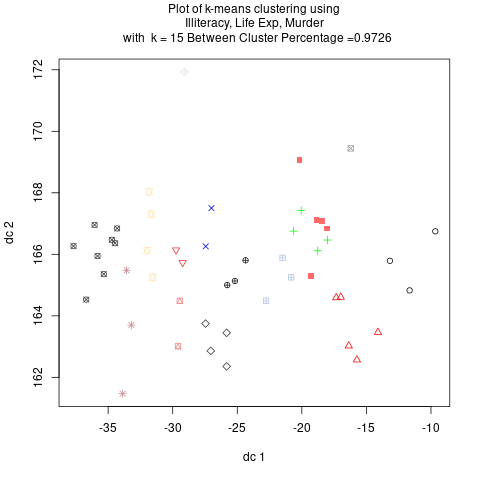 Plot of k-means clustering using
Illiteracy, Life Exp, Murder
with k = 15 Between Cluster Percentage =0.9726
dc 2
172
170
168
166
164
162
-35
-30
-25
-20
-15
-10
dc 1